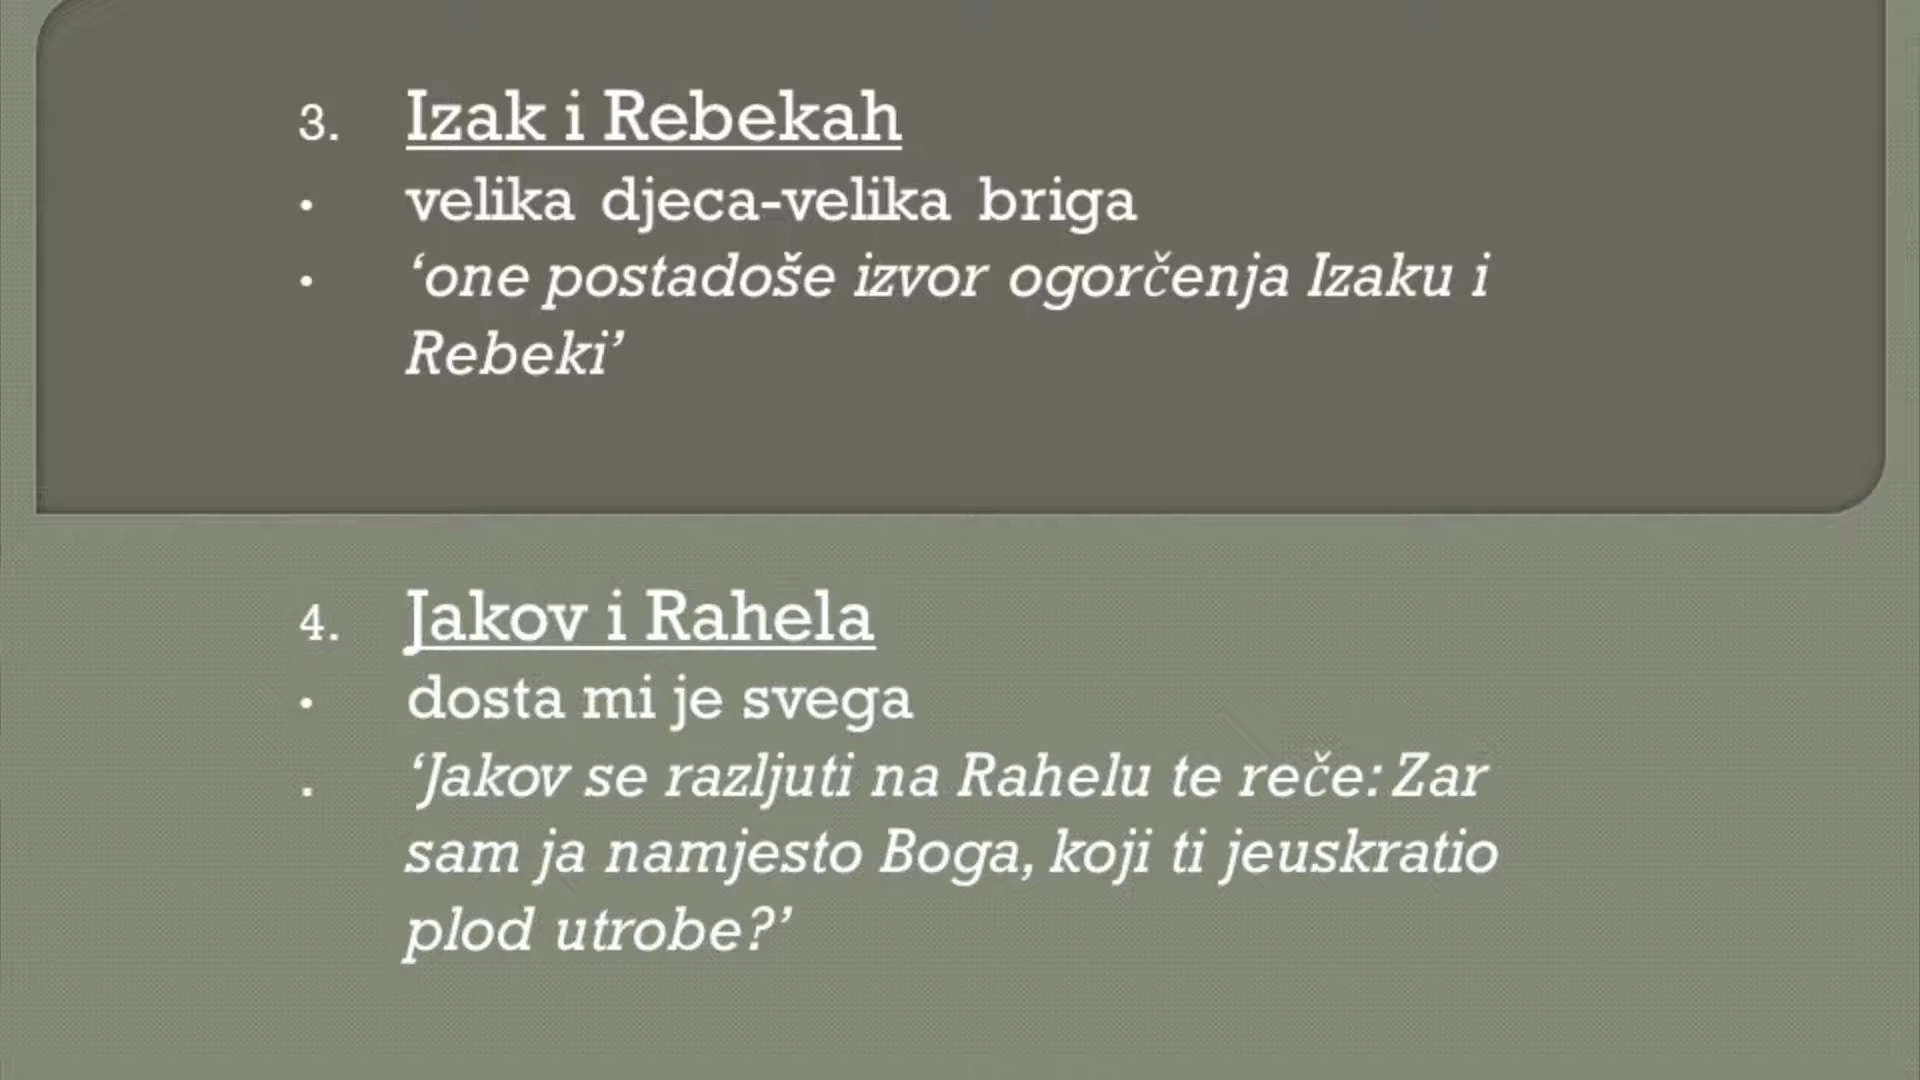 3. Izak i Rebekah
• velika djeca-velika briga
• ‘one postadoše izvor ogorčenja Izaku i
Rebeki’
4. Jakov i Rahela
• dosta mi je svega
. ‘Jakov se razljuti na Rahelu te reče: Zar
sam ja namjesto Boga, koji ti jeuskratio
plod utrobe?’